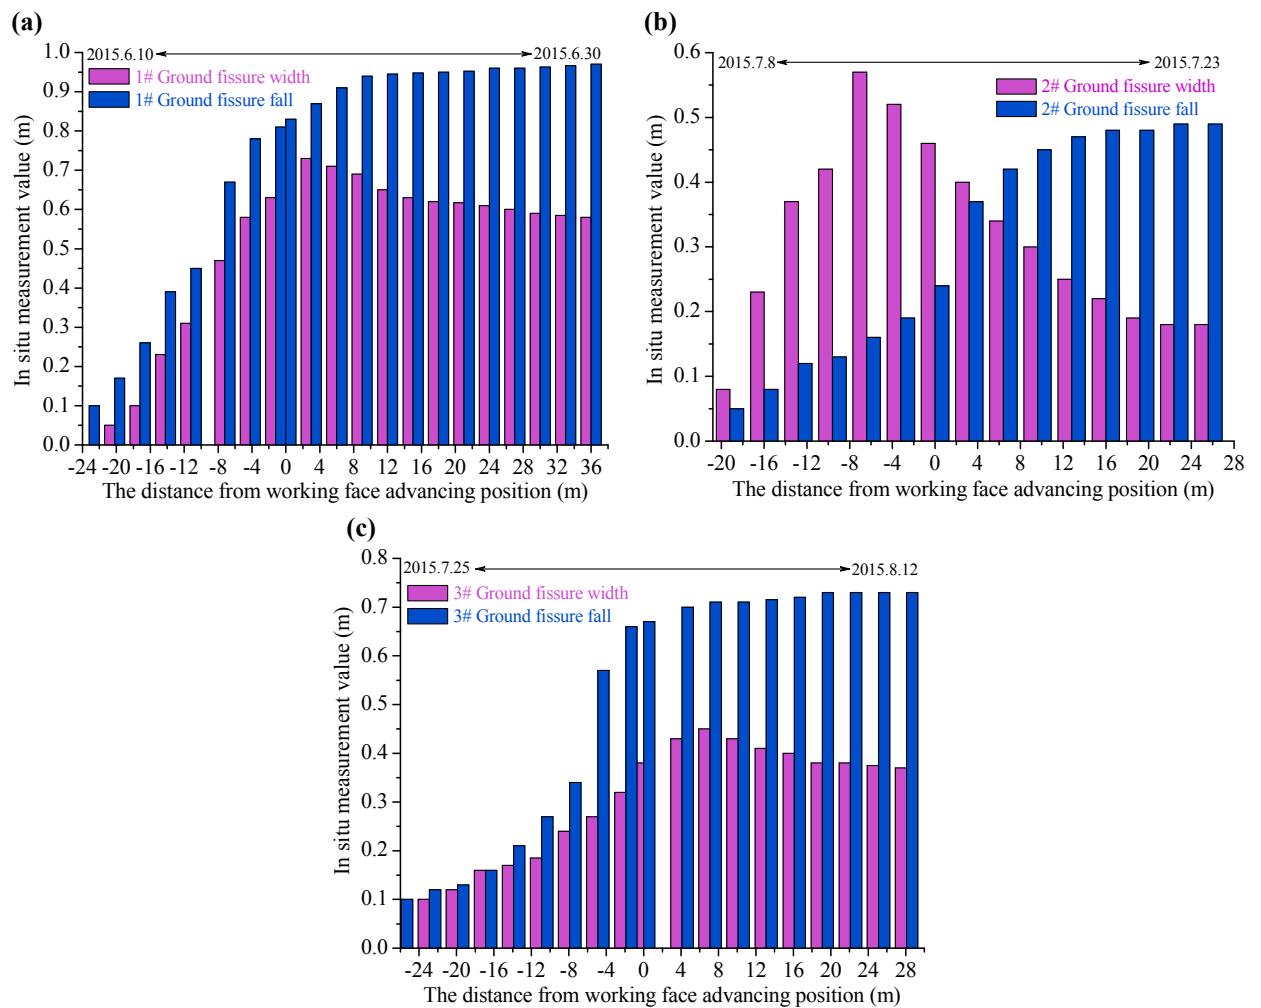 (a)
2015.6.10
2015.6.30
1# Ground fissure width
1# Ground fissure fall
In situ measurement value (m)
1.0
0.9
0.8
0.7
0.6
0.5
0.4
0.3
0.2
0.1
0.0
-24 -20 -16 -12 -8 -4 0 4 8 12 16 20 24 28 32 36
The distance from working face advancing position (m)
(b)
2015.7.8
2015.7.23
2# Ground fissure width
2# Ground fissure fall
In situ measurement value (m)
0.6
0.5
0.4
0.3
0.2
0.1
0.0
-20 -16 -12 -8 -4 0 4 8 12 16 20 24 28
The distance from working face advancing position (m)
(c)
2015.7.25
2015.8.12
3# Ground fissure width
3# Ground fissure fall
In situ measurement value (m)
0.8
0.7
0.6
0.5
0.4
0.3
0.2
0.1
0.0
-24 -20 -16 -12 -8 -4 0 4 8 12 16 20 24 28
The distance from working face advancing position (m)